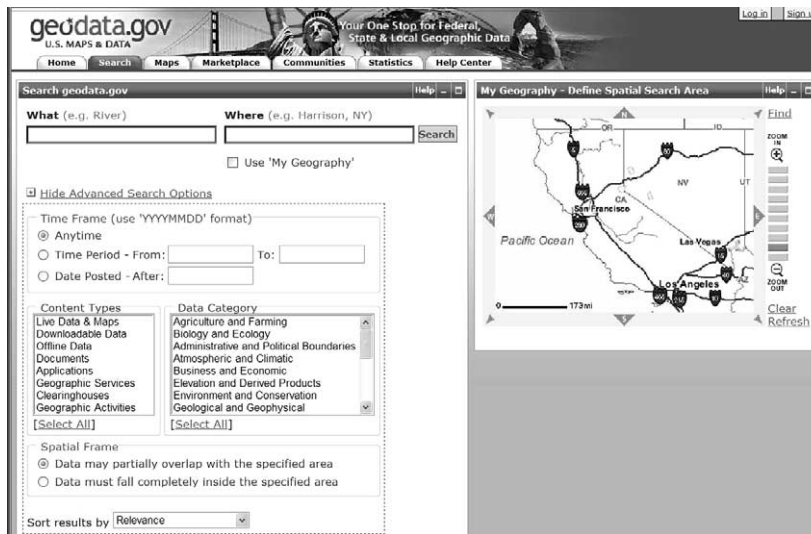 Log in | Sign u
geodata.gov
U.S. MAPS & DATA
Your One Stop for Federal,
State & Local Geographic Data
Home Search Maps Marketplace Communities Statistics Help Center
Search geodata.gov Help
What (e.g. River) Where (e.g. Harrison, NY)
Search
Use 'My Geography'
Hide Advanced Search Options
Time Frame (use 'YYYYMMDD' format)
Anytime
Time Period - From: To:
Date Posted - After:
Content Types
Live Data & Maps
Downloadable Data
Offline Data
Documents
Applications
Geographic Services
Clearinghouses
Geographic Activities
[Select All]
Data Category
Agriculture and Farming
Biology and Ecology
Administrative and Political Boundaries
Atmospheric and Climatic
Business and Economic
Elevation and Derived Products
Environment and Conservation
Geological and Geophysical
[Select All]
Spatial Frame
Data may partially overlap with the specified area
Data must fall completely inside the specified area
Sort results by Relevance
My Geography - Define Spatial Search Area Help
N
Find
ZOOM
IN
OR ID
NV UT
CA
San Francisco
W E
Pacific Ocean
Las Vegas
AZ
Los Angeles
0 173mi
S
ZOOM
OUT
Clear
Refresh